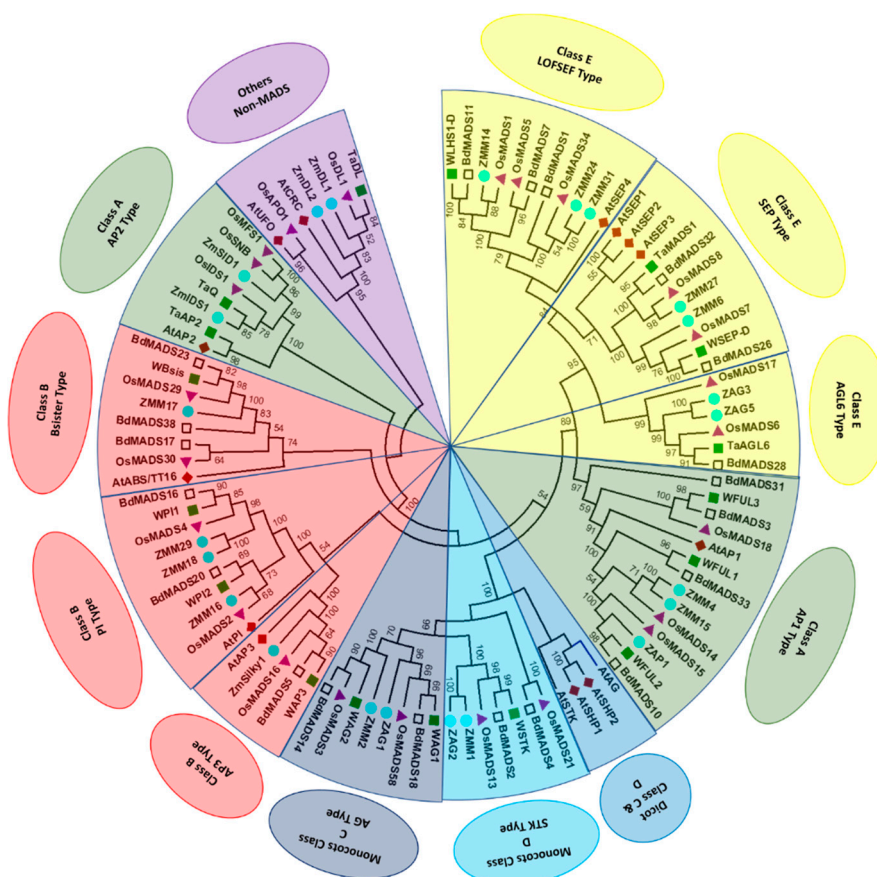 Class E
LOFSEF Type
Class E
SEP Type
Class E
AGL6 Type
Class A
AP1 Type
Dicot
Class C &
D
Monocots Class
D
STK Type
Monocots Class
C
AG Type
Class B
AP3 Type
Class B
PI Type
Class B
Bsister Type
Class A
AP2 Type
Others
Non-MADS
WLHS1-D
BdMADS11
ZMM14
OsMADS1
OsMADS5
BdMADS7
BdMADS1
OsMADS34
ZMM24
ZMM31
AtSEP4
AtSEP1
AtSEP2
AtSEP3
TaMADS1
BdMADS32
OsMADS8
ZMM27
ZMM6
OsMADS7
WSEP-D
BdMADS26
OsMADS17
ZAG3
ZAG5
OsMADS6
TaAGL6
BdMADS28
BdMADS31
WFUL3
BdMADS3
OsMADS18
AtAP1
WFUL1
BdMADS33
ZMM4
ZMM15
OsMADS14
OsMADS15
ZAP1
WFUL2
BdMADS10
AtAG
AtSHP2
AtSHP1
AtSTK
OsMADS21
BdMADS4
WSTK
BdMADS2
OsMADS13
ZMM1
ZAG2
WAG1
BdMADS18
OsMADS58
ZAG1
ZMM2
WAG2
OsMADS3
BdMADS14
WAP3
BdMADS5
OsMADS16
ZmSilky1
AtAP3
AtPI
OsMADS2
ZMM16
WPI2
BdMADS20
ZMM18
ZMM29
OsMADS4
WPI1
BdMADS16
AtABS/TT16
OsMADS30
BdMADS17
BdMADS38
ZMM17
OsMADS29
WBsis
BdMADS23
AtAP2
TaAP2
ZmIDS1
TaQ
OsIDS1
ZmSID1
OsSNB
OsMFS1
AtUFO
OsAPO1
AtCRC
ZmDL2
ZmDL1
OsDL1
TaDL